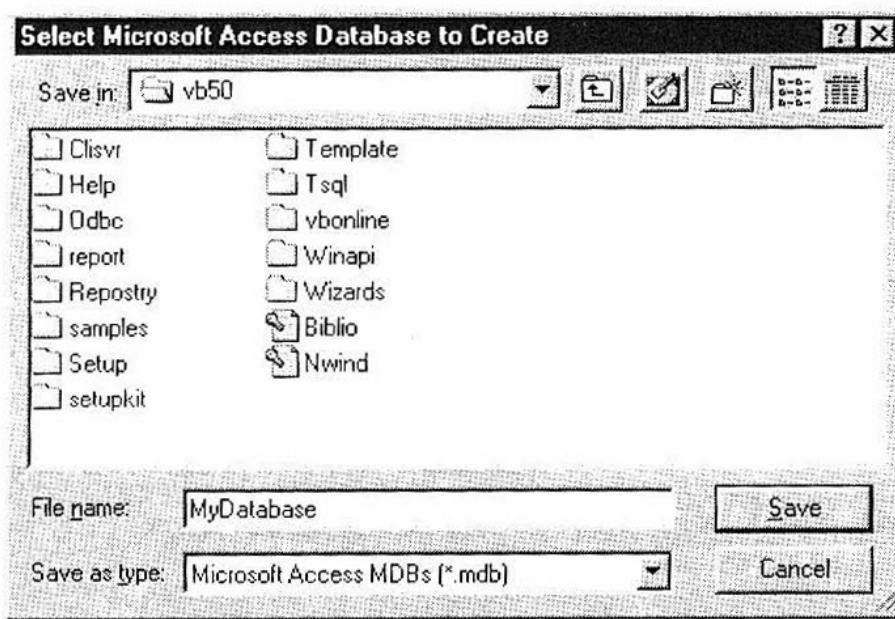 Select Microsoft Access Database to Create
Save in: vb50
Clisvr
Help
Odbc
report
Repostry
samples
Setup
setupkit
Template
Tsql
vbonline
Winapi
Wizards
Biblio
Nwind
File name: MyDatabase Save
Save as type: Microsoft Access MDBs (*.mdb) Cancel